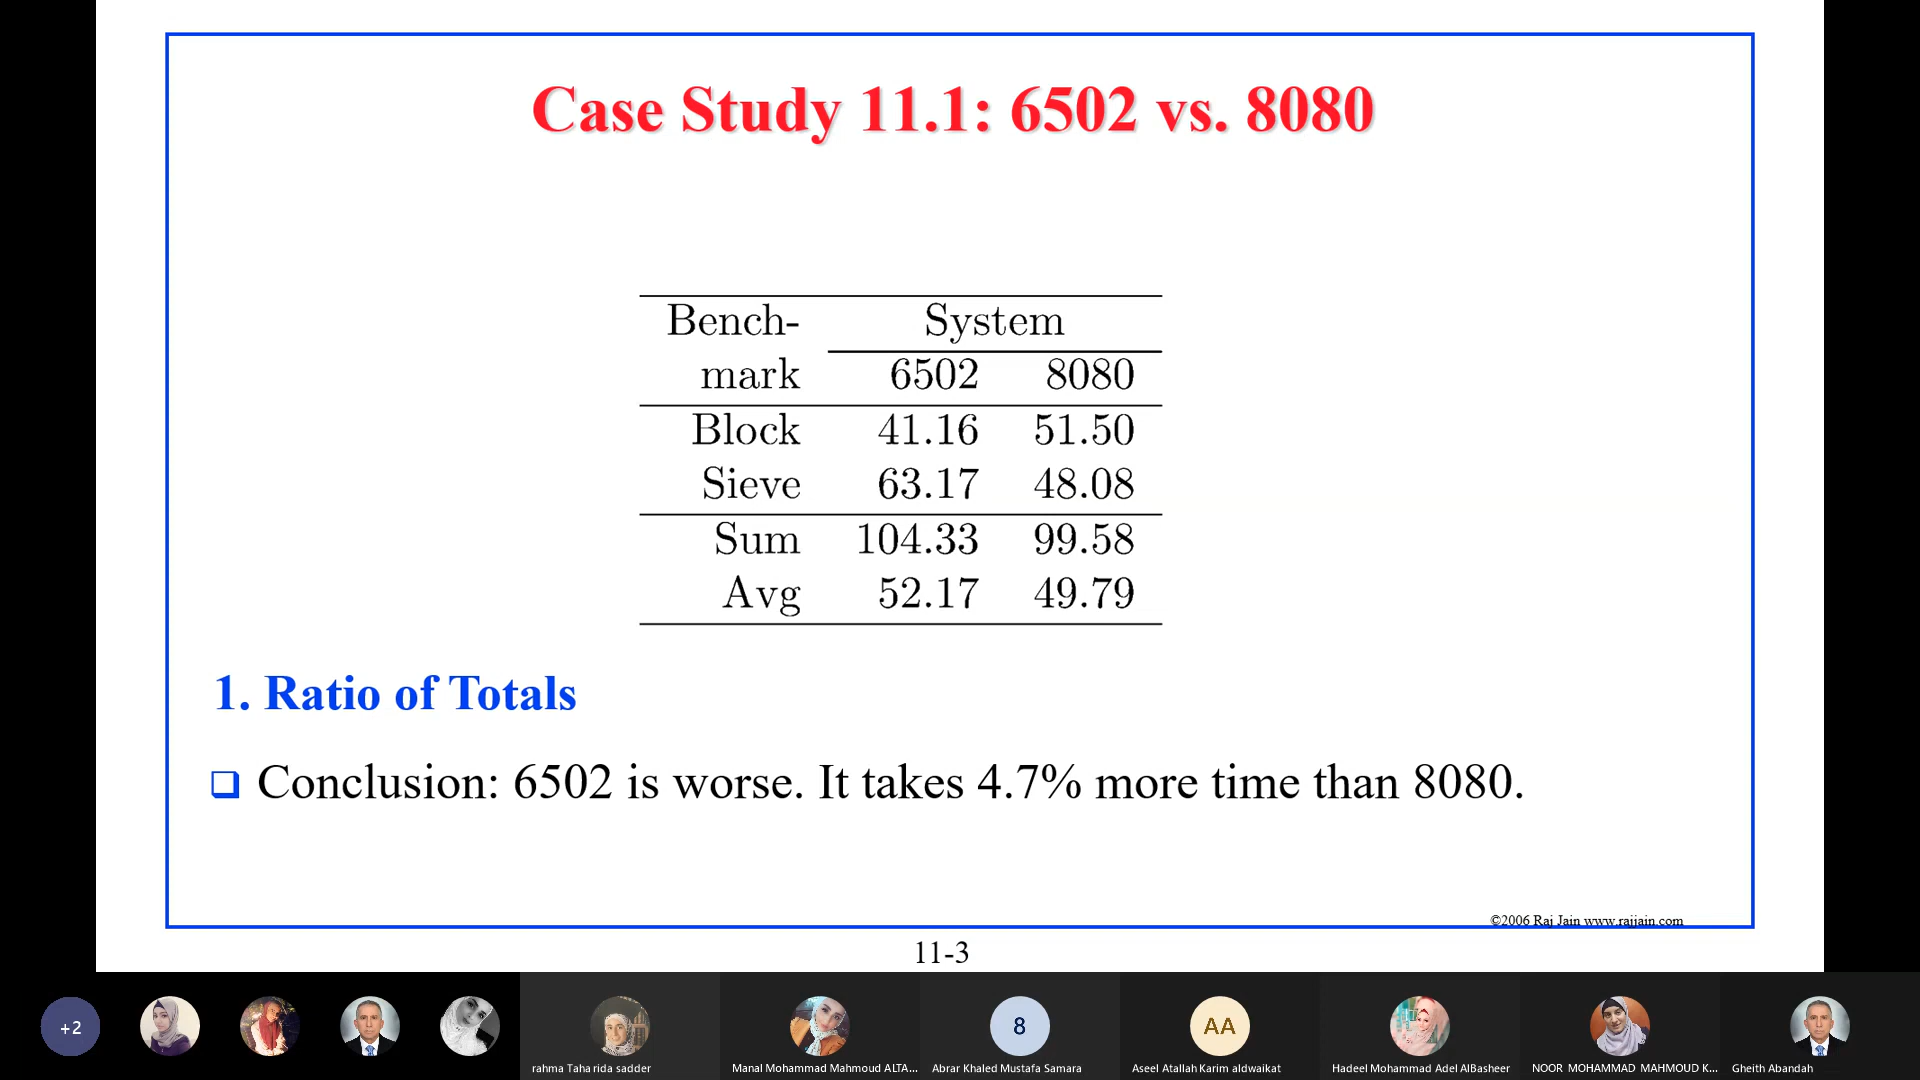 Case Study 11.1: 6502 vs. 8080
Bench- System
mark 6502 8080
Block 41.16 51.50
Sieve 63.17 48.08
Sum 104.33 99.58
Avg 52.17 49.79
1. Ratio of Totals
❑ Conclusion: 6502 is worse. It takes 4.7% more time than 8080.
©2006 Raj Jain www.rajjain.com
11-3
+2
8
AA
rahma Taha rida sadder
Manal Mohammad Mahmoud ALTA...
Abrar Khaled Mustafa Samara
Aseel Atallah Karim aldwaikat
Hadeel Mohammad Adel AlBasheer
NOOR MOHAMMAD MAHMOUD K...
Gheith Abandah